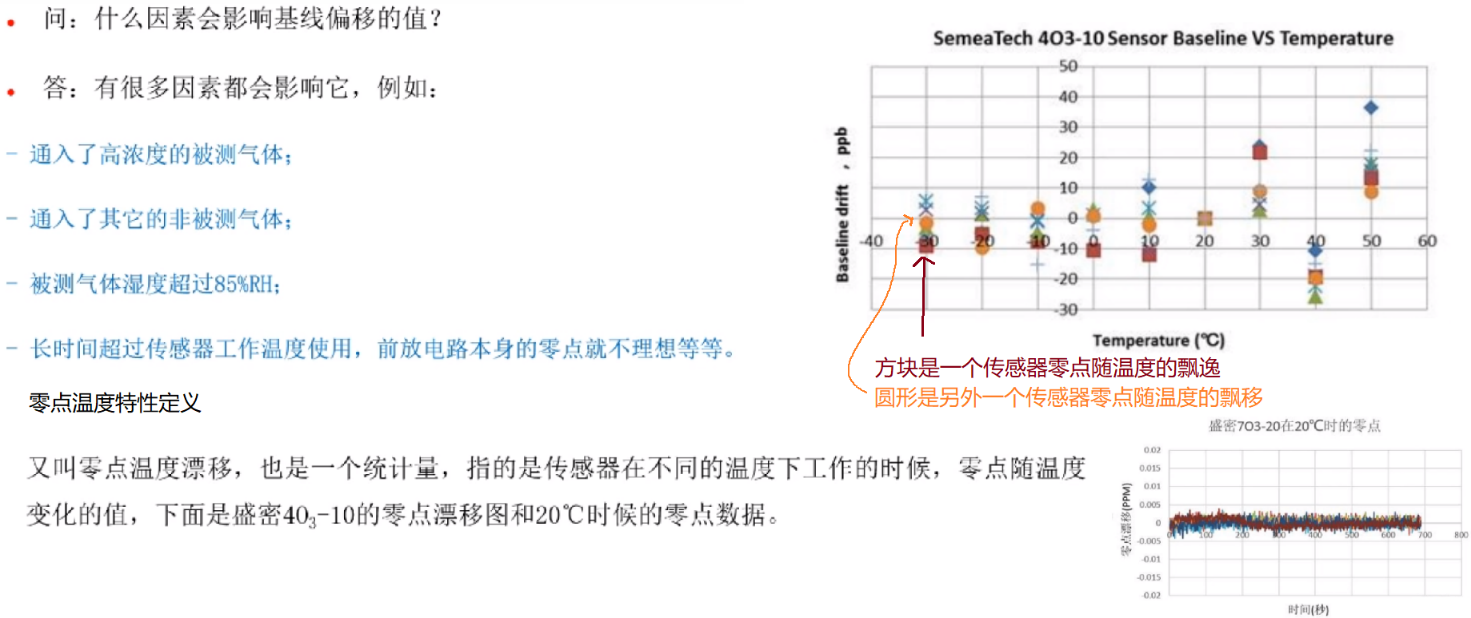 • 问：什么因素会影响基线偏移的值？
• 答：有很多因素都会影响它，例如：
- 通入了高浓度的被测气体；
- 通入了其它的非被测气体；
- 被测气体湿度超过85%RH；
- 长时间超过传感器工作温度使用，前放电路本身的零点就不理想等等。
零点温度特性定义
又叫零点温度漂移，也是一个统计量，指的是传感器在不同的温度下工作的时候，零点随温度
变化的值，下面是盛密4O₃-10的零点漂移图和20℃时候的零点数据。
SemeaTech 4O3-10 Sensor Baseline VS Temperature
Baseline drift ，ppb
50
40
30
20
10
0
-10
-20
-30
-40 -30 -20 -10 0 10 20 30 40 50 60
Temperature (℃)
方块是一个传感器零点随温度的飘逸
圆形是另外一个传感器零点随温度的飘移
盛密7O3-20在20℃时的零点
零点漂移(PPM)
0.02
0.015
0.01
0.005
0
-0.005
-0.01
-0.015
-0.02
0 100 200 300 400 500 600 700 800
时间(秒)